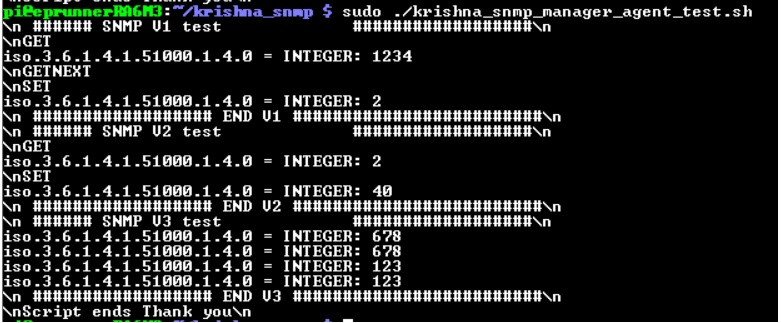 pi@eprunnerRA6M3:~/krishna_snmp $ sudo ./krishna_snmp_manager_agent_test.sh
\n ###### SNMP V1 test ##################\n
\nGET
iso.3.6.1.4.1.51000.1.4.0 = INTEGER: 1234
\nGETNEXT
\nSET
iso.3.6.1.4.1.51000.1.4.0 = INTEGER: 2
\n ################## END V1 #########################\n
\n ###### SNMP V2 test ##################\n
\nGET
iso.3.6.1.4.1.51000.1.4.0 = INTEGER: 2
\nSET
iso.3.6.1.4.1.51000.1.4.0 = INTEGER: 40
\n ################## END V2 #########################\n
\n ###### SNMP V3 test ##################\n
iso.3.6.1.4.1.51000.1.4.0 = INTEGER: 678
iso.3.6.1.4.1.51000.1.4.0 = INTEGER: 678
iso.3.6.1.4.1.51000.1.4.0 = INTEGER: 123
iso.3.6.1.4.1.51000.1.4.0 = INTEGER: 123
\n ################## END V3 #########################\n
\nScript ends Thank you\n